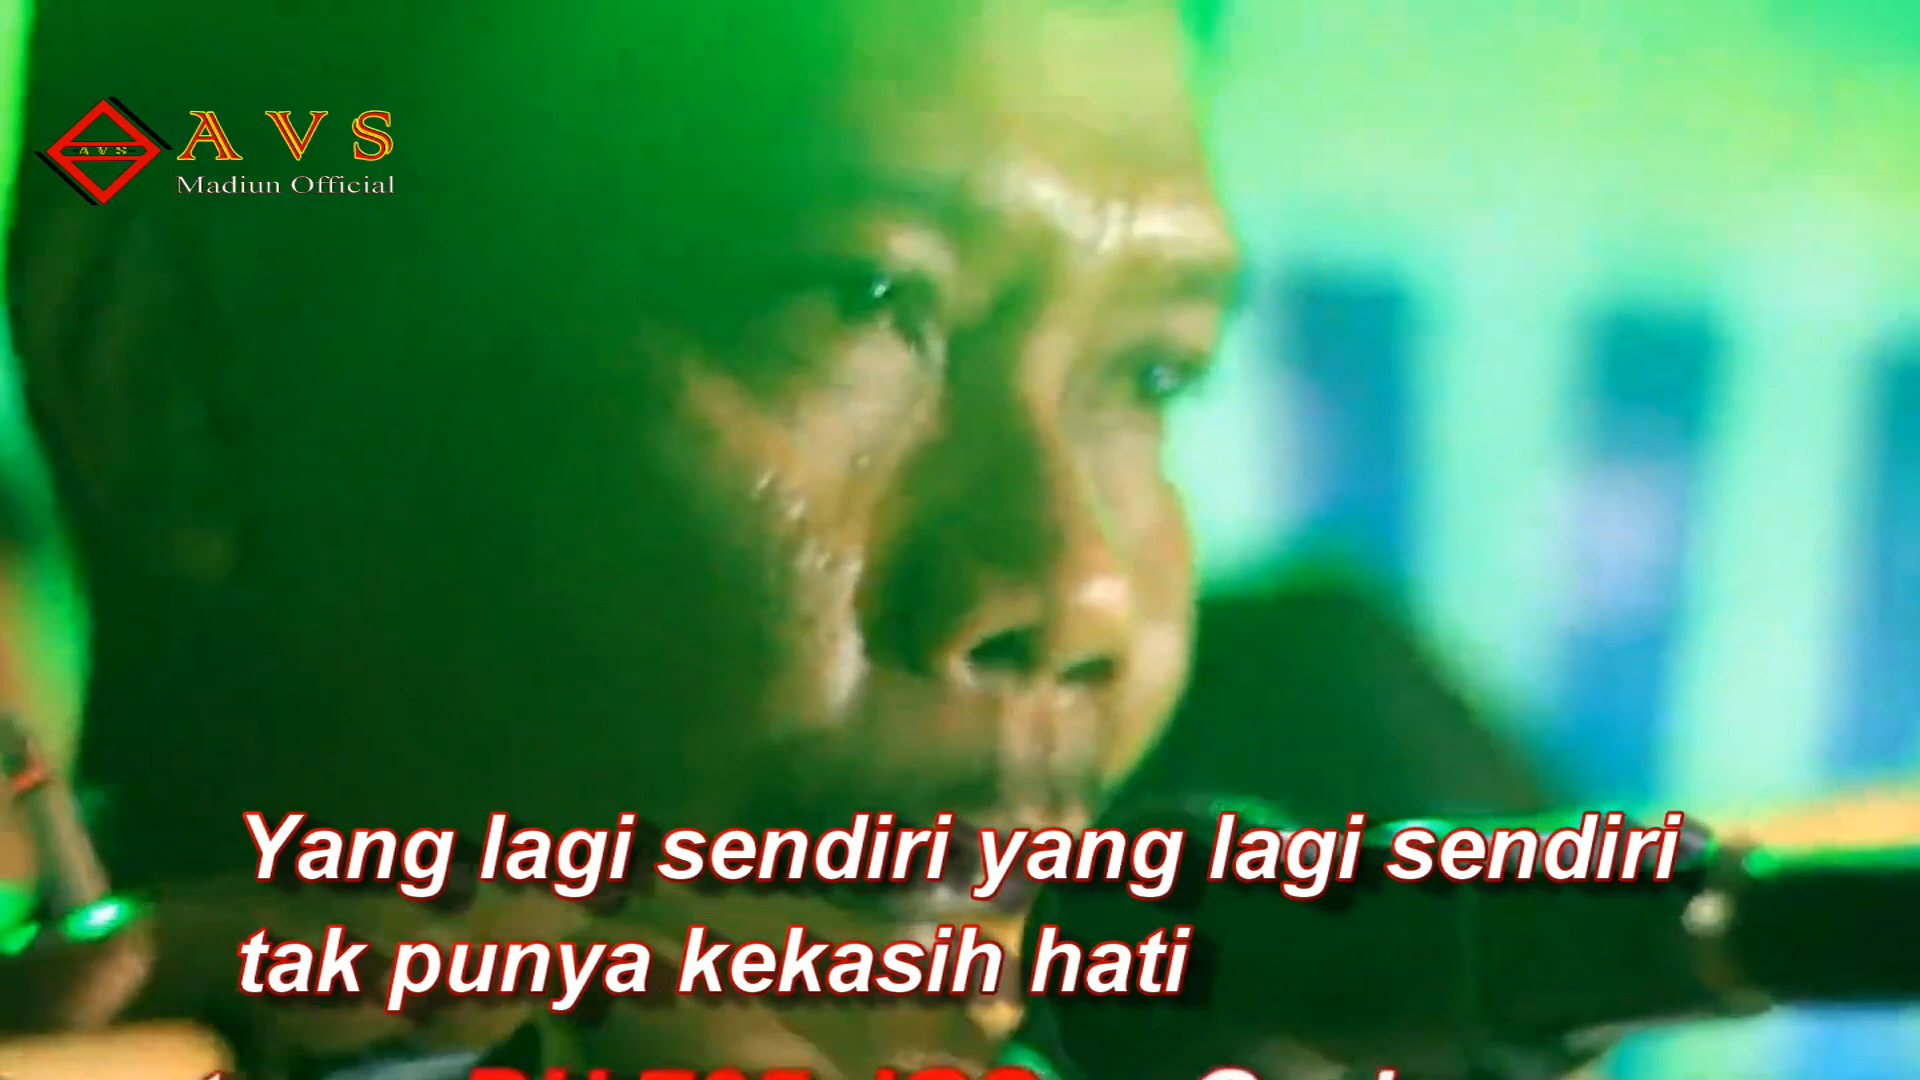 AVS
A V S
Madiun Official
Yang lagi sendiri yang lagi sendiri
tak punya kekasih hati